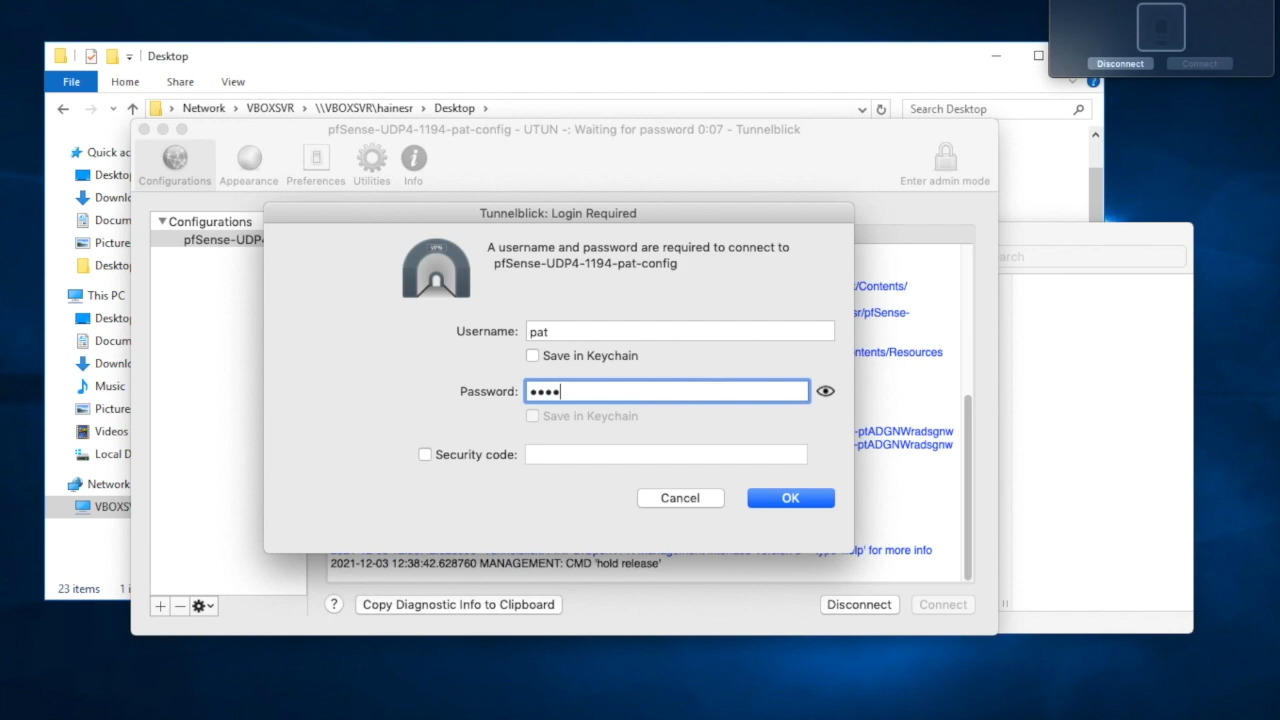 Desktop
Disconnect
Connect
File
Home
Share
View
Network
VBOXSVR
\\VBOXSVR\hainesr
Desktop
Search Desktop
pfSense-UDP4-1194-pat-config - UTUN -: Waiting for password 0:07 - Tunnelblick
Configurations
Appearance
Preferences
Utilities
Info
Enter admin mode
Quick ac
Deskto
Downlo
Docum
Picture
Deskto
This PC
Deskto
Docum
Downlo
Music
Picture
Videos
Local D
Network
VBOXSV
23 items
Configurations
pfSense-UDP4
Tunnelblick: Login Required
VPN
A username and password are required to connect to
pfSense-UDP4-1194-pat-config
Username:
pat
Save in Keychain
Password:
Save in Keychain
Security code:
Cancel
OK
arch
:/Contents/
sr/pfSense-
ntents/Resources
-ptADGNWradsgnw
-ptADGNWradsgnw
for more info
2021-12-03 12:38:42.628760 MANAGEMENT: CMD 'hold release'
? Copy Diagnostic Info to Clipboard
Disconnect
Connect